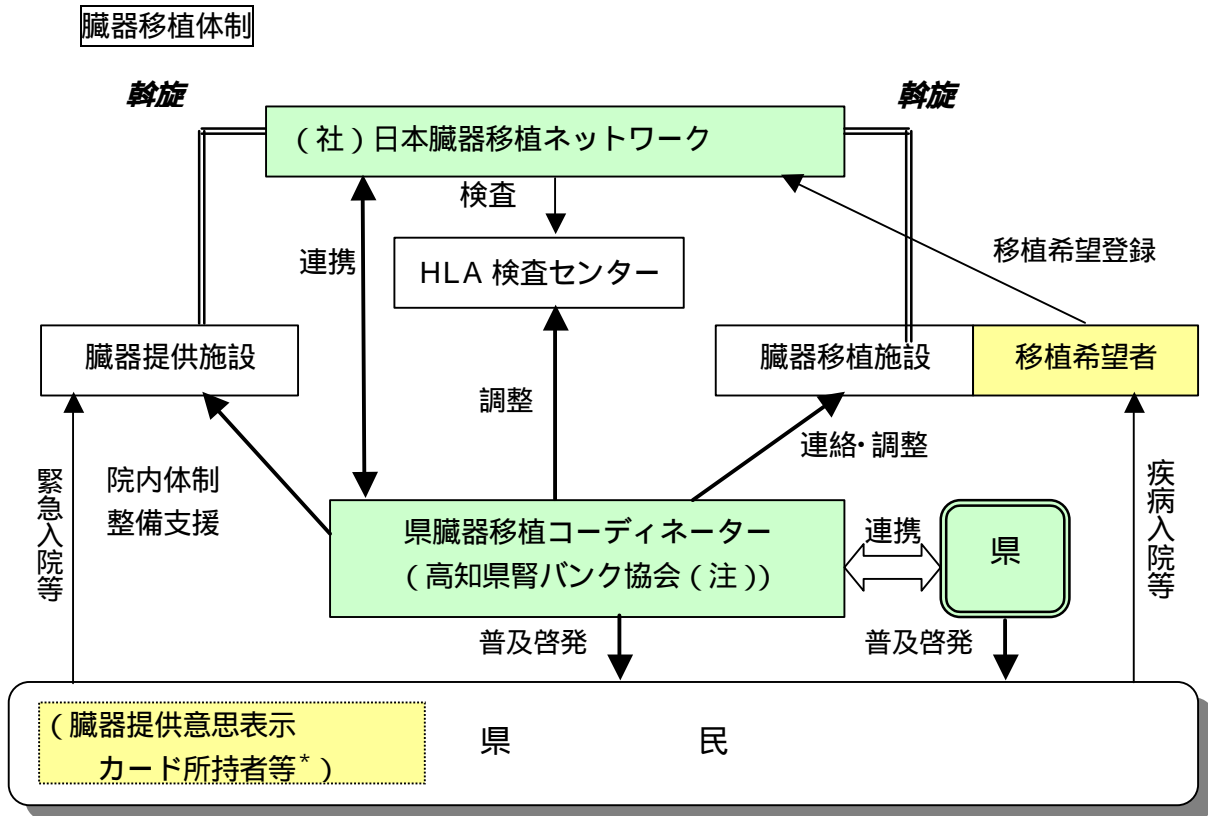 臓器移植体制
斡旋
斡旋
（社）日本臓器移植ネットワーク
検査
連携
HLA 検査センター
移植希望登録
臓器提供施設
臓器移植施設
移植希望者
調整
連絡・調整
院内体制
整備支援
緊急入院等
疾病入院等
県臓器移植コーディネーター
（高知県腎バンク協会（注））
連携
県
普及啓発
普及啓発
（臓器提供意思表示
カード所持者等*）
県 民